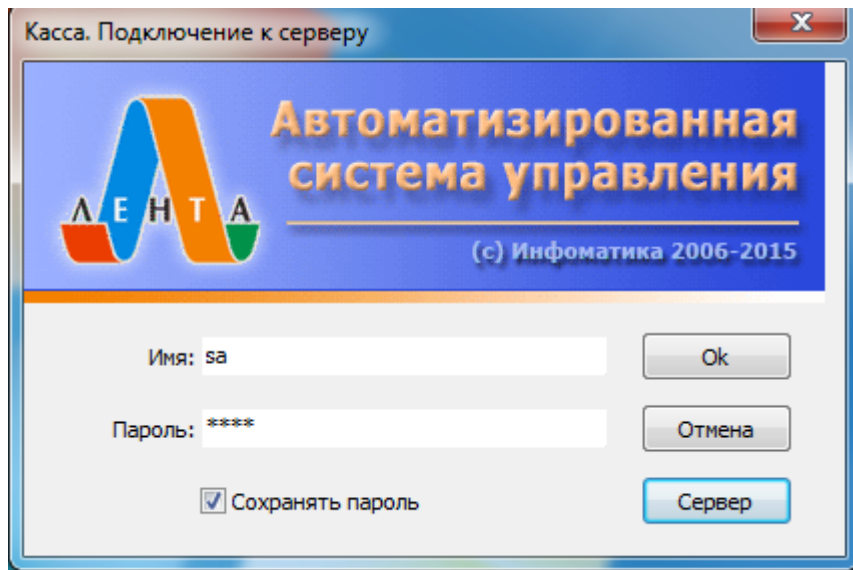 Касса. Подключение к серверу
Автоматизированная
система управления
ЛЕНТА
(с) Инфоматика 2006-2015
Имя: sa
Ok
Пароль: ****
Отмена
Сохранять пароль
Сервер